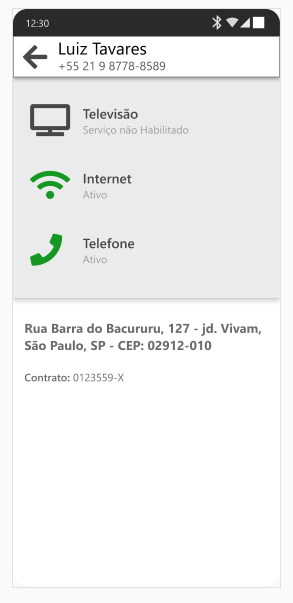 12:30
Luiz Tavares
+55 21 9 8778-8589
Televisão
Serviço não Habilitado
Internet
Ativo
Telefone
Ativo
Rua Barra do Bacururu, 127 - jd. Vivam,
São Paulo, SP - CEP: 02912-010
Contrato: 0123559-X